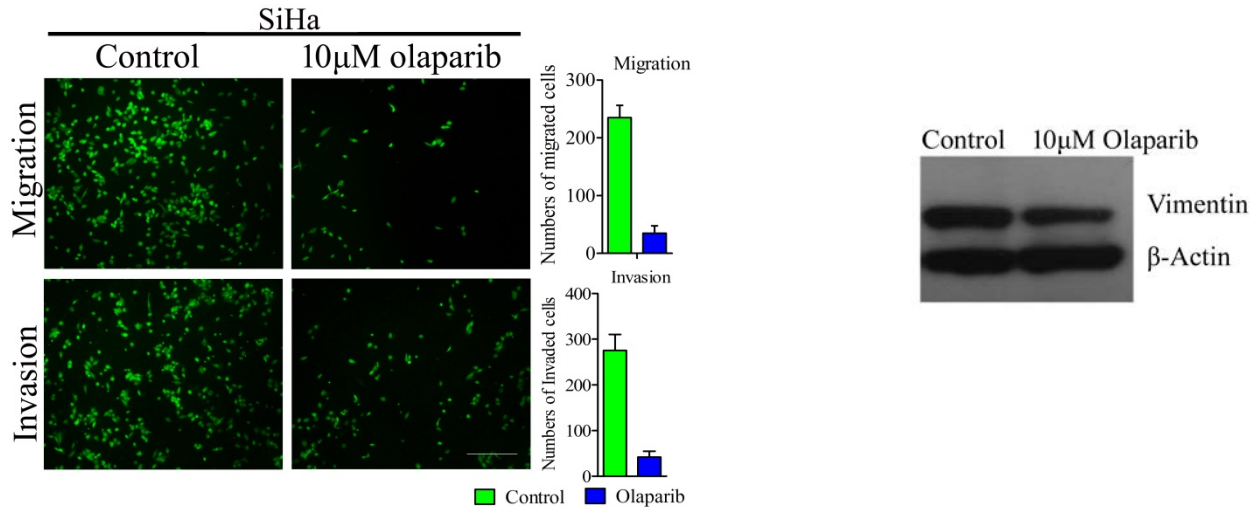 SiHa
Control 10μM olaparib
Migration
Invasion
Migration
Numbers of migrated cells
300
200
100
0
Invasion
Numbers of Invaded cells
400
300
200
100
0
Control Olaparib
Control 10μM Olaparib
Vimentin
β-Actin